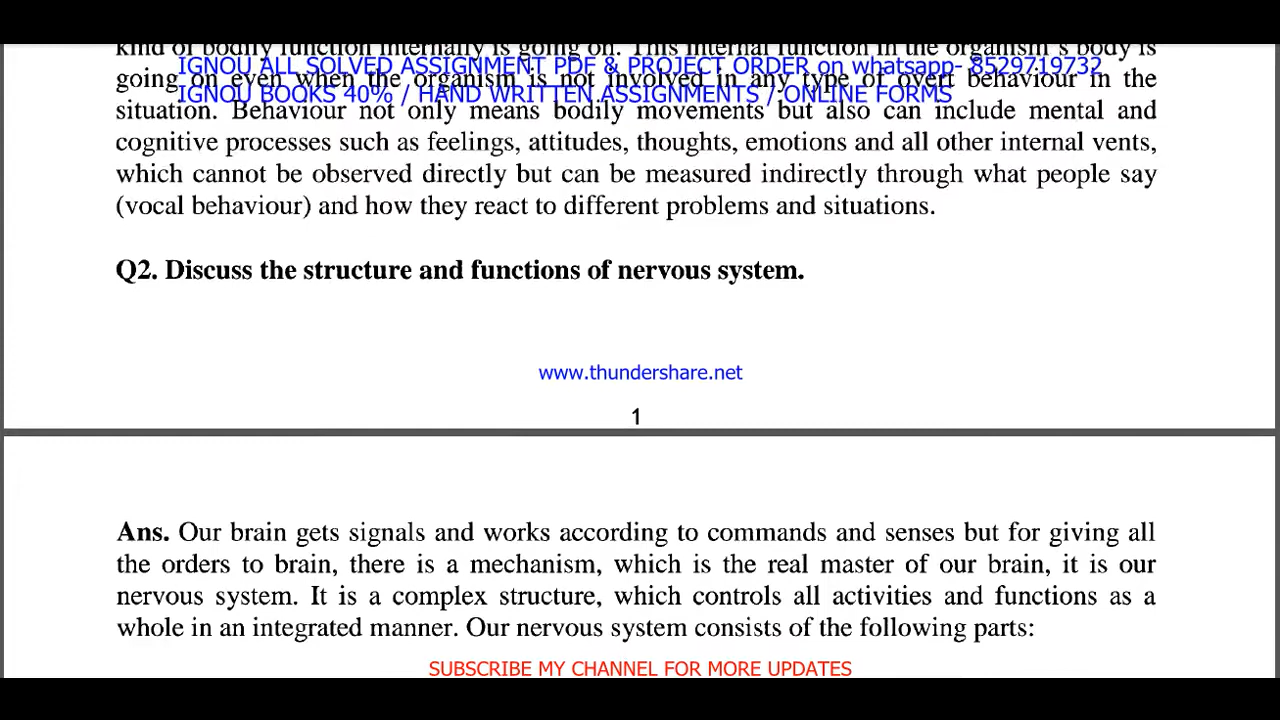 kind of bodily function internally is going on. This internal function in the organism's body is
IGNOU ALL SOLVED ASSIGNMENT PDF & PROJECT ORDER on whatsapp- 8529719732
going on even when the organism is not involved in any type of overt behaviour in the
IGNOU BOOKS 40% / HAND WRITTEN ASSIGNMENTS / ONLINE FORMS
situation. Behaviour not only means bodily movements but also can include mental and
cognitive processes such as feelings, attitudes, thoughts, emotions and all other internal vents,
which cannot be observed directly but can be measured indirectly through what people say
(vocal behaviour) and how they react to different problems and situations.
Q2. Discuss the structure and functions of nervous system.
www.thundershare.net
1
Ans. Our brain gets signals and works according to commands and senses but for giving all
the orders to brain, there is a mechanism, which is the real master of our brain, it is our
nervous system. It is a complex structure, which controls all activities and functions as a
whole in an integrated manner. Our nervous system consists of the following parts:
SUBSCRIBE MY CHANNEL FOR MORE UPDATES